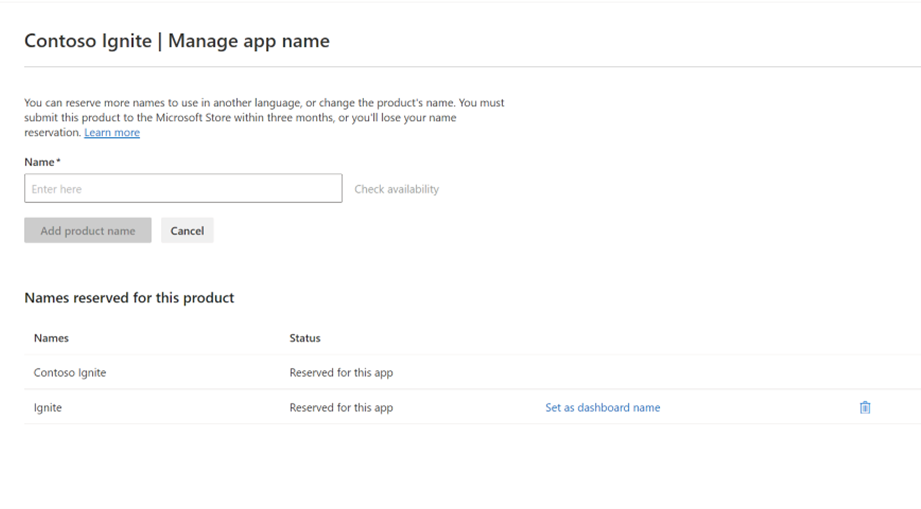 Contoso Ignite | Manage app name
You can reserve more names to use in another language, or change the product's name. You must
submit this product to the Microsoft Store within three months, or you'll lose your name
reservation. Learn more
Name*
Enter here
Check availability
Add product name
Cancel
Names reserved for this product
Names Status
Contoso Ignite Reserved for this app
Ignite Reserved for this app Set as dashboard name